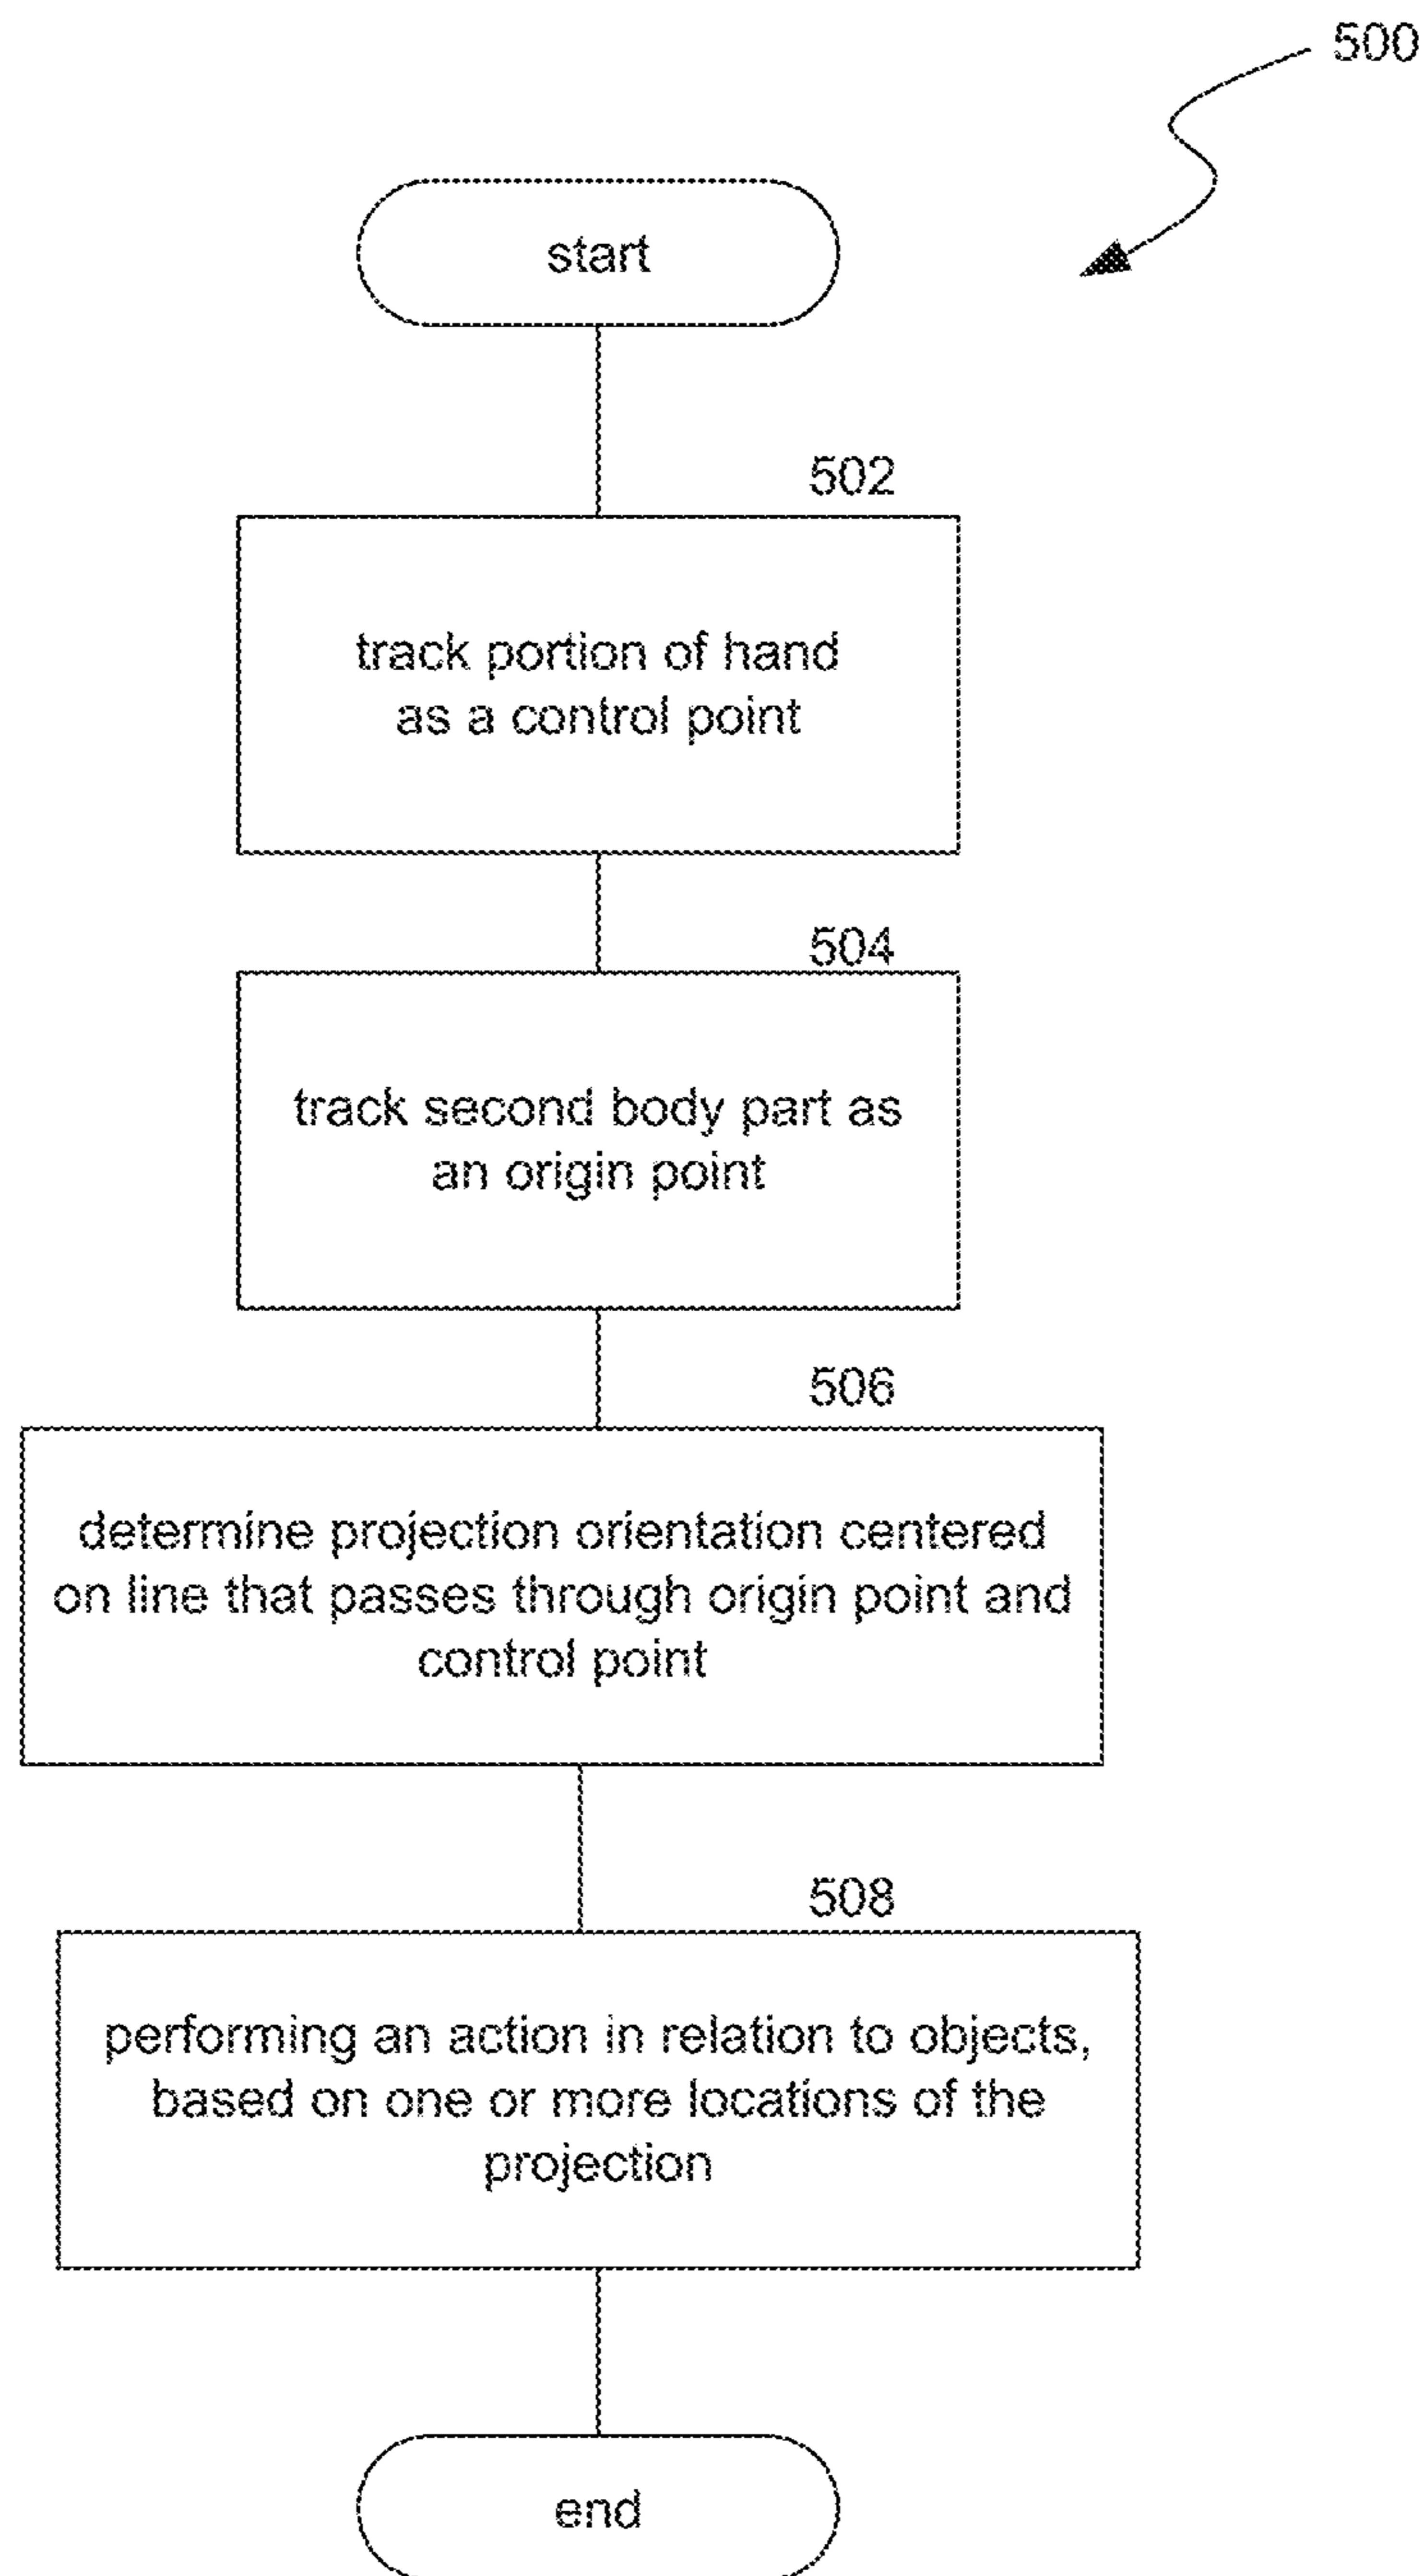 500
start
502
track portion of hand
as a control point
504
track second body part as
an origin point
506
determine projection orientation centered
on line that passes through origin point and
control point
508
performing an action in relation to objects,
based on one or more locations of the
projection
end